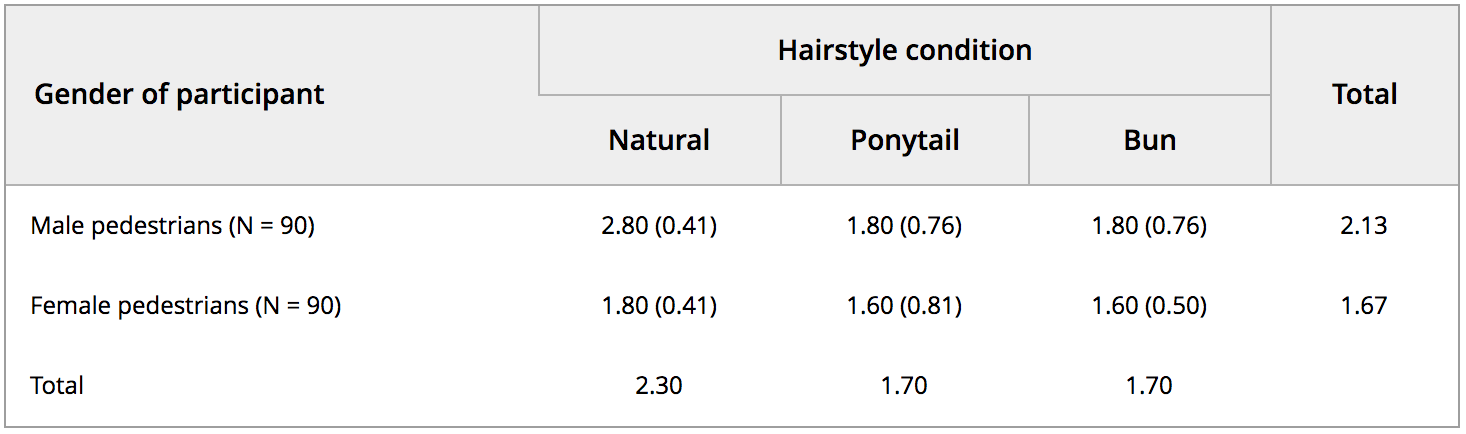 Hairstyle condition
Gender of participant Total
Natural Ponytail Bun
Male pedestrians (N = 90) 2.80 (0.41) 1.80 (0.76) 1.80 (0.76) 2.13
Female pedestrians (N = 90) 1.80 (0.41) 1.60 (0.81) 1.60 (0.50) 1.67
Total 2.30 1.70 1.70